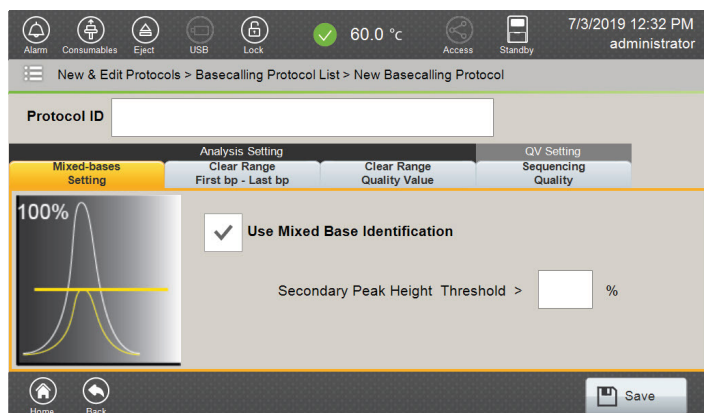 7/3/2019 12:32 PM
60.0 °c
administrator
Alarm Consumables Eject USB Lock Access Standby
New & Edit Protocols > Basecalling Protocol List > New Basecalling Protocol
Protocol ID
Analysis Setting QV Setting
Mixed-bases Setting
Clear Range First bp - Last bp
Clear Range Quality Value
Sequencing Quality
100%
Use Mixed Base Identification
Secondary Peak Height Threshold > %
Save
Home Back